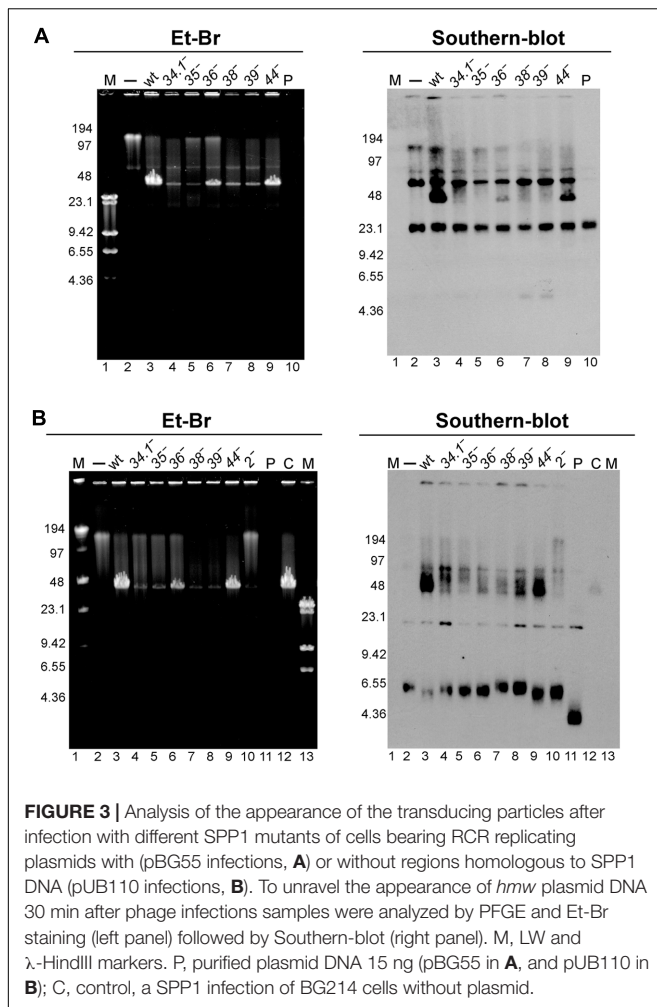 A
Et-Br
Southern-blot
M — wt 34.1⁻ 35⁻ 36⁻ 38⁻ 39⁻ 44⁻ P
M — wt 34.1⁻ 35⁻ 36⁻ 38⁻ 39⁻ 44⁻ P
194
97
48
23.1
9.42
6.55
4.36
194
97
48
23.1
9.42
6.55
4.36
1 2 3 4 5 6 7 8 9 10
1 2 3 4 5 6 7 8 9 10
B
Et-Br
Southern-blot
M — wt 34.1⁻ 35⁻ 36⁻ 38⁻ 39⁻ 44⁻ 2⁻ P C M
M — wt 34.1⁻ 35⁻ 36⁻ 38⁻ 39⁻ 44⁻ 2⁻ P C M
194
97
48
23.1
9.42
6.55
4.36
194
97
48
23.1
9.42
6.55
4.36
1 2 3 4 5 6 7 8 9 10 11 12 13
1 2 3 4 5 6 7 8 9 10 11 12 13
FIGURE 3 | Analysis of the appearance of the transducing particles after
infection with different SPP1 mutants of cells bearing RCR replicating
plasmids with (pBG55 infections, A) or without regions homologous to SPP1
DNA (pUB110 infections, B). To unravel the appearance of hmw plasmid DNA
30 min after phage infections samples were analyzed by PFGE and Et-Br
staining (left panel) followed by Southern-blot (right panel). M, LW and
λ-HindIII markers. P, purified plasmid DNA 15 ng (pBG55 in A, and pUB110 in
B); C, control, a SPP1 infection of BG214 cells without plasmid.